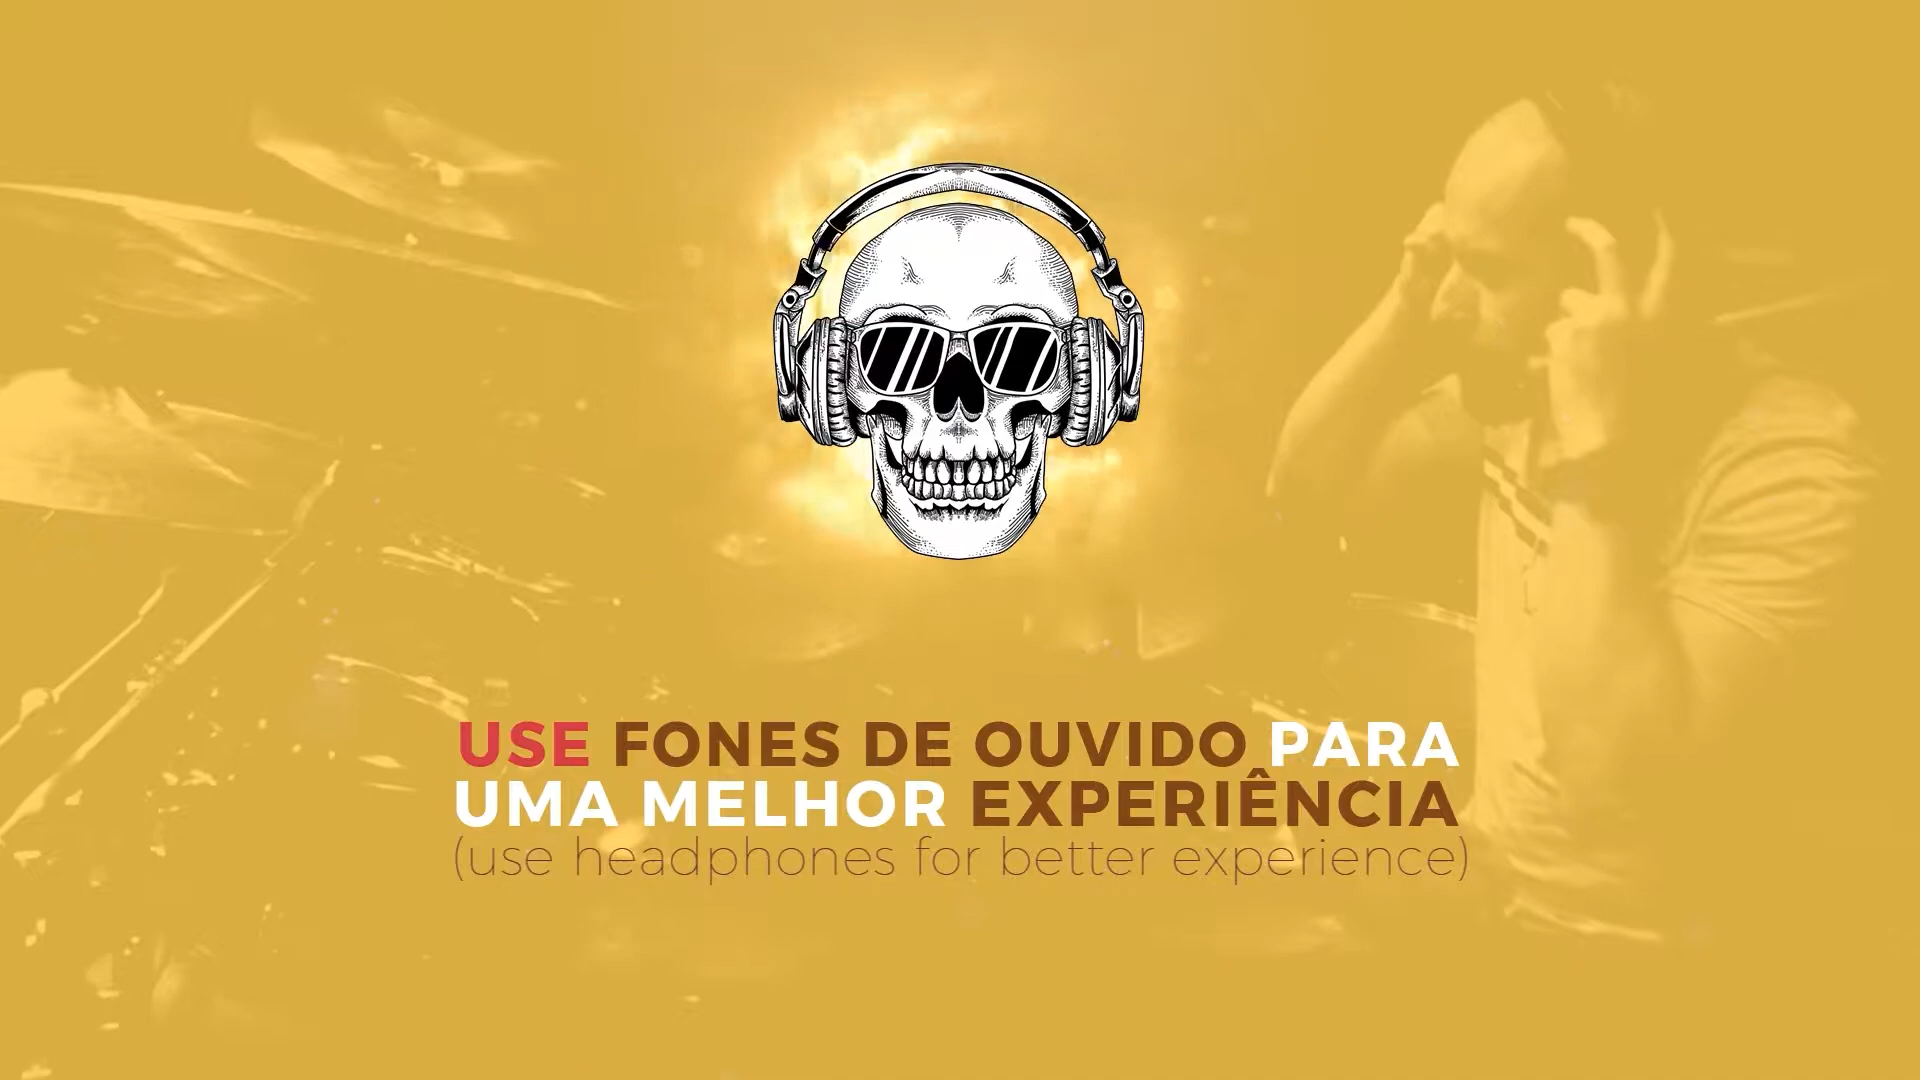 USE FONES DE OUVIDO PARA
UMA MELHOR EXPERIÊNCIA
(use headphones for better experience)